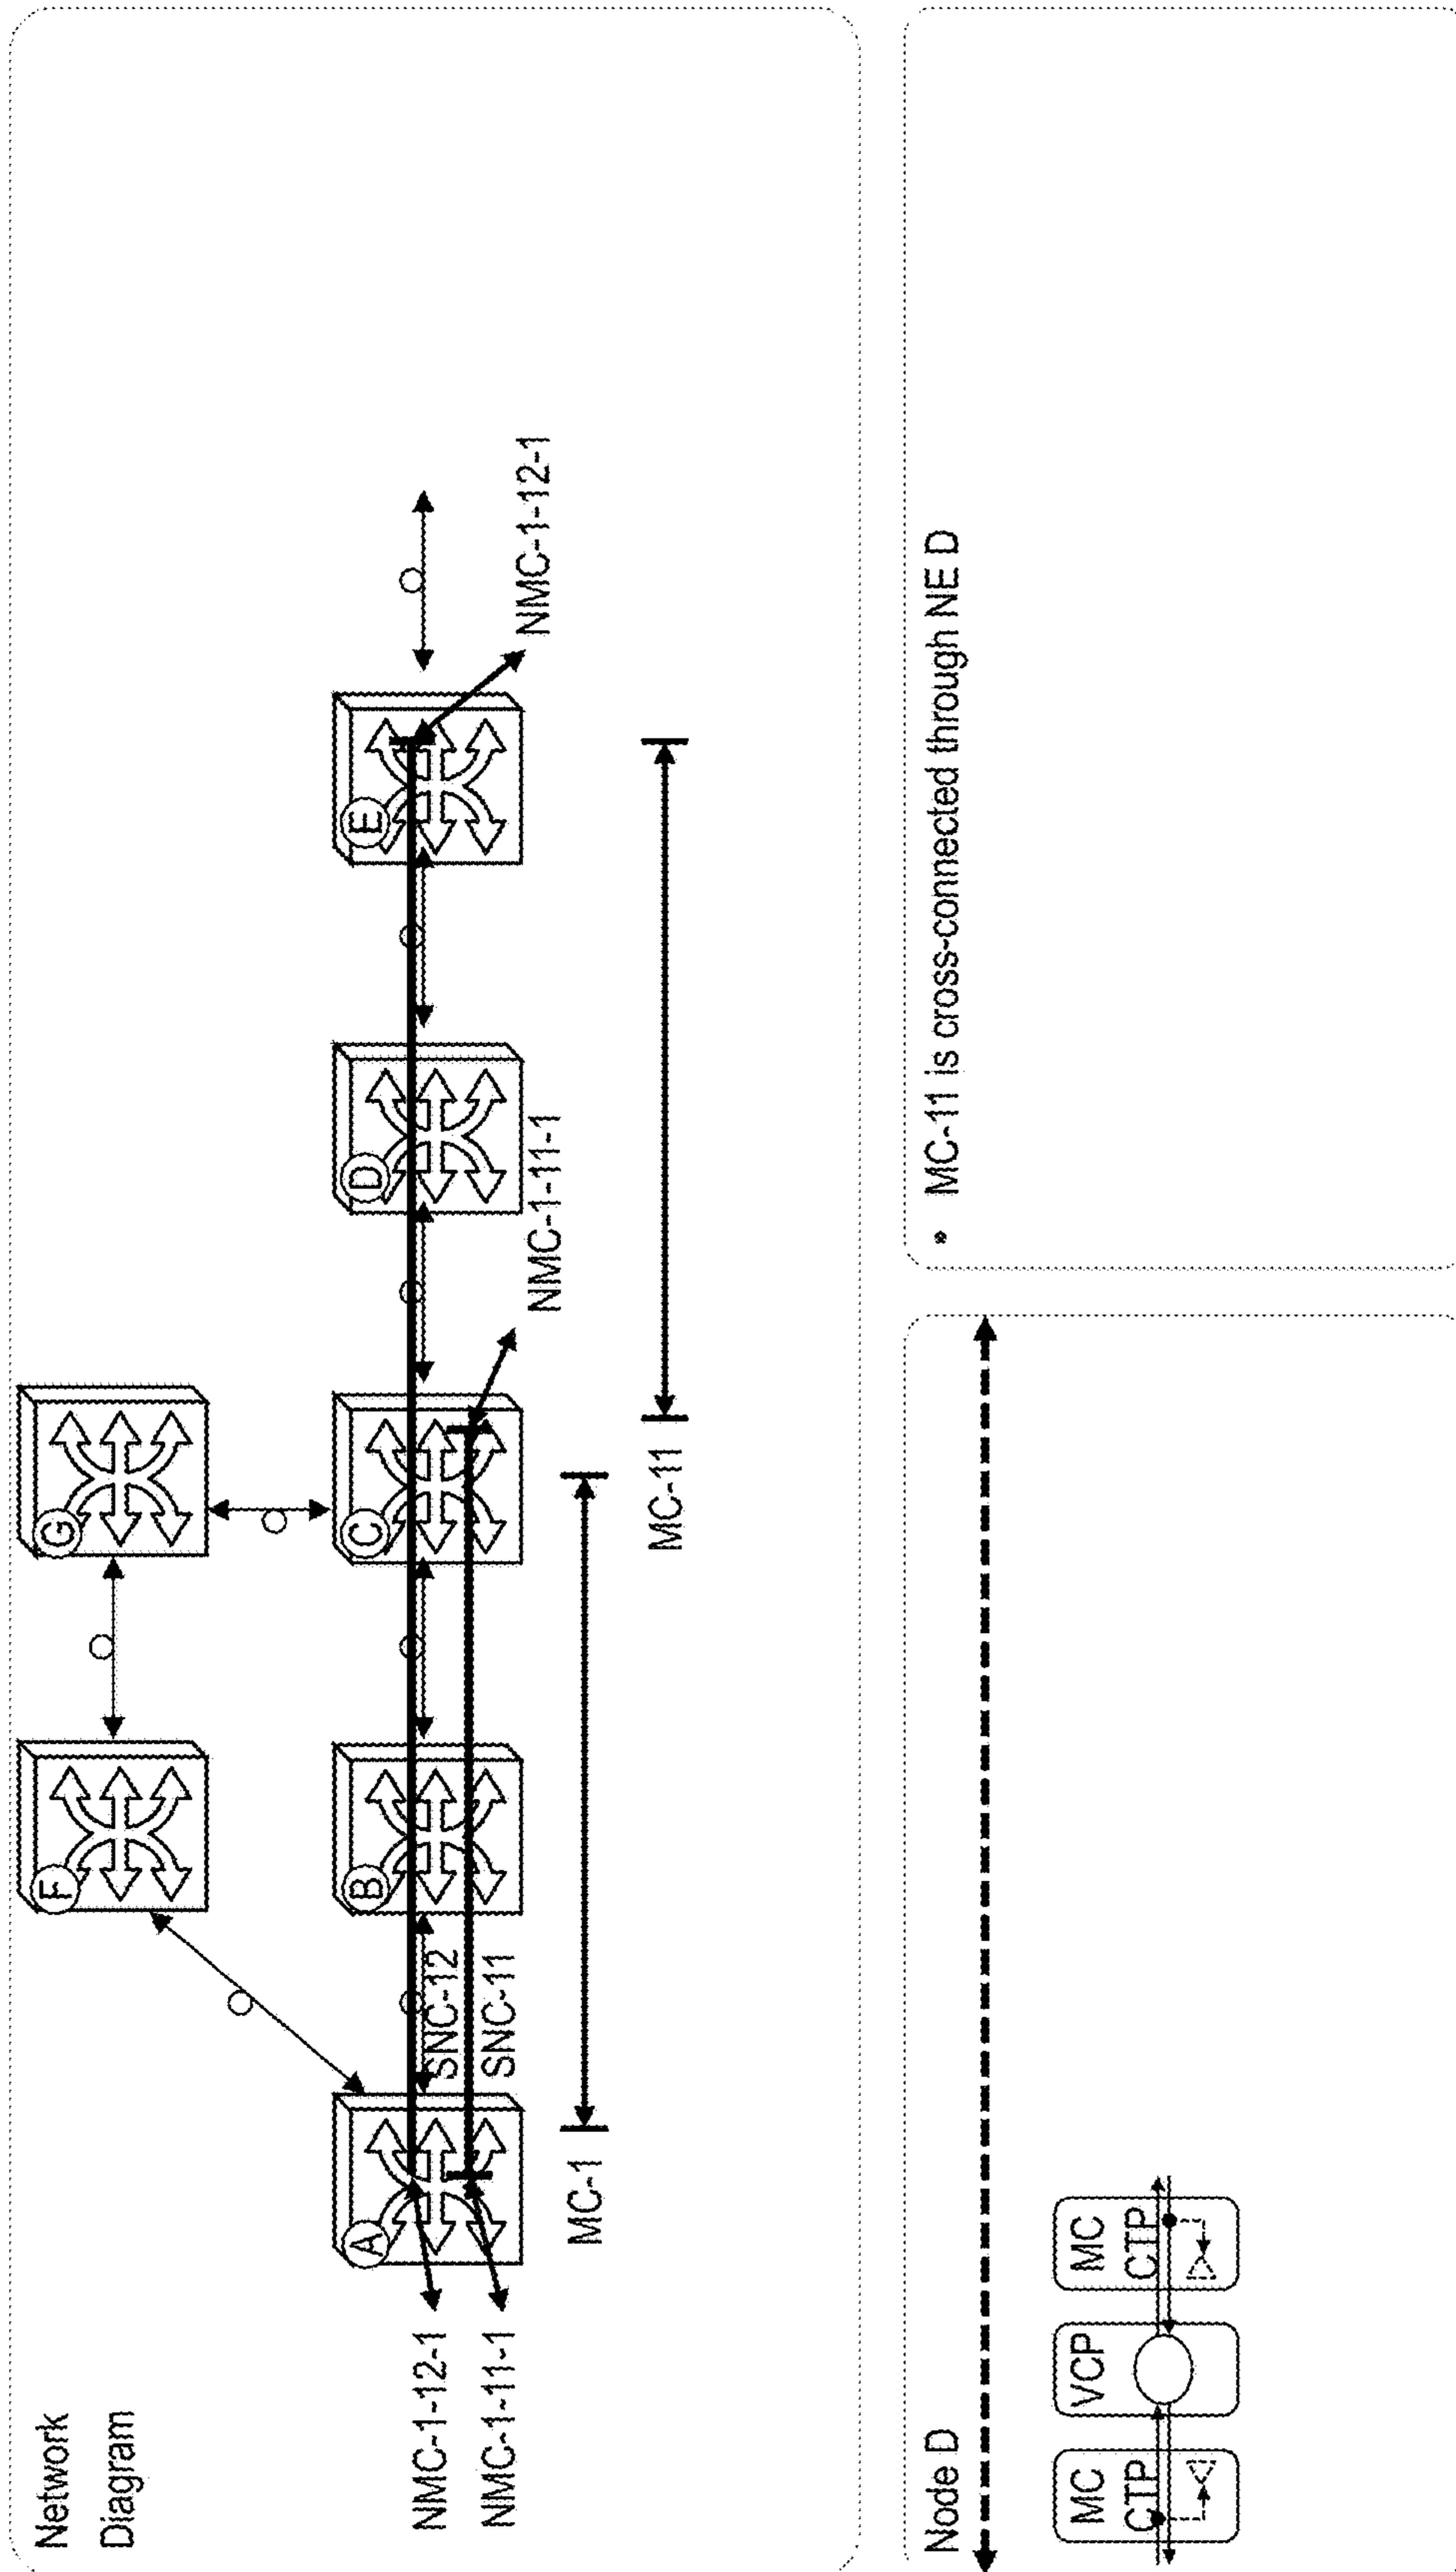 Network
Diagram
F
G
A
B
C
D
E
NMC-1-12-1
SNC-12
NMC-1-12-1
NMC-1-11-1
SNC-11
NMC-1-11-1
MC-1
MC-11
Node D
MC
CTP
VCP
MC
CTP
• MC-11 is cross-connected through NE D